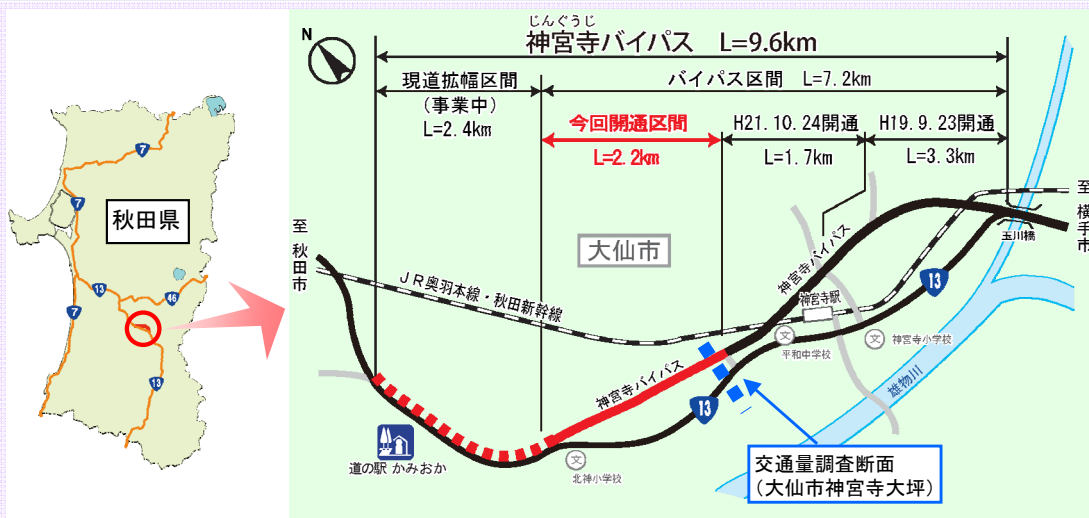 秋田県
7
7
7
13
46
13
N
じんぐうじ
神宮寺バイパス L=9.6km
現道拡幅区間
(事業中)
L=2.4km
バイパス区間 L=7.2km
今回開通区間
L=2.2km
H21.10.24開通
L=1.7km
H19.9.23開通
L=3.3km
至 秋田市
至 横手市
玉川橋
大仙市
JR奥羽本線・秋田新幹線
神宮寺バイパス
神宮寺駅
13
文
平和中学校
文
神宮寺小学校
神宮寺バイパス
13
雄物川
道の駅 かみおか
文
北神小学校
交通量調査断面
(大仙市神宮寺大坪)